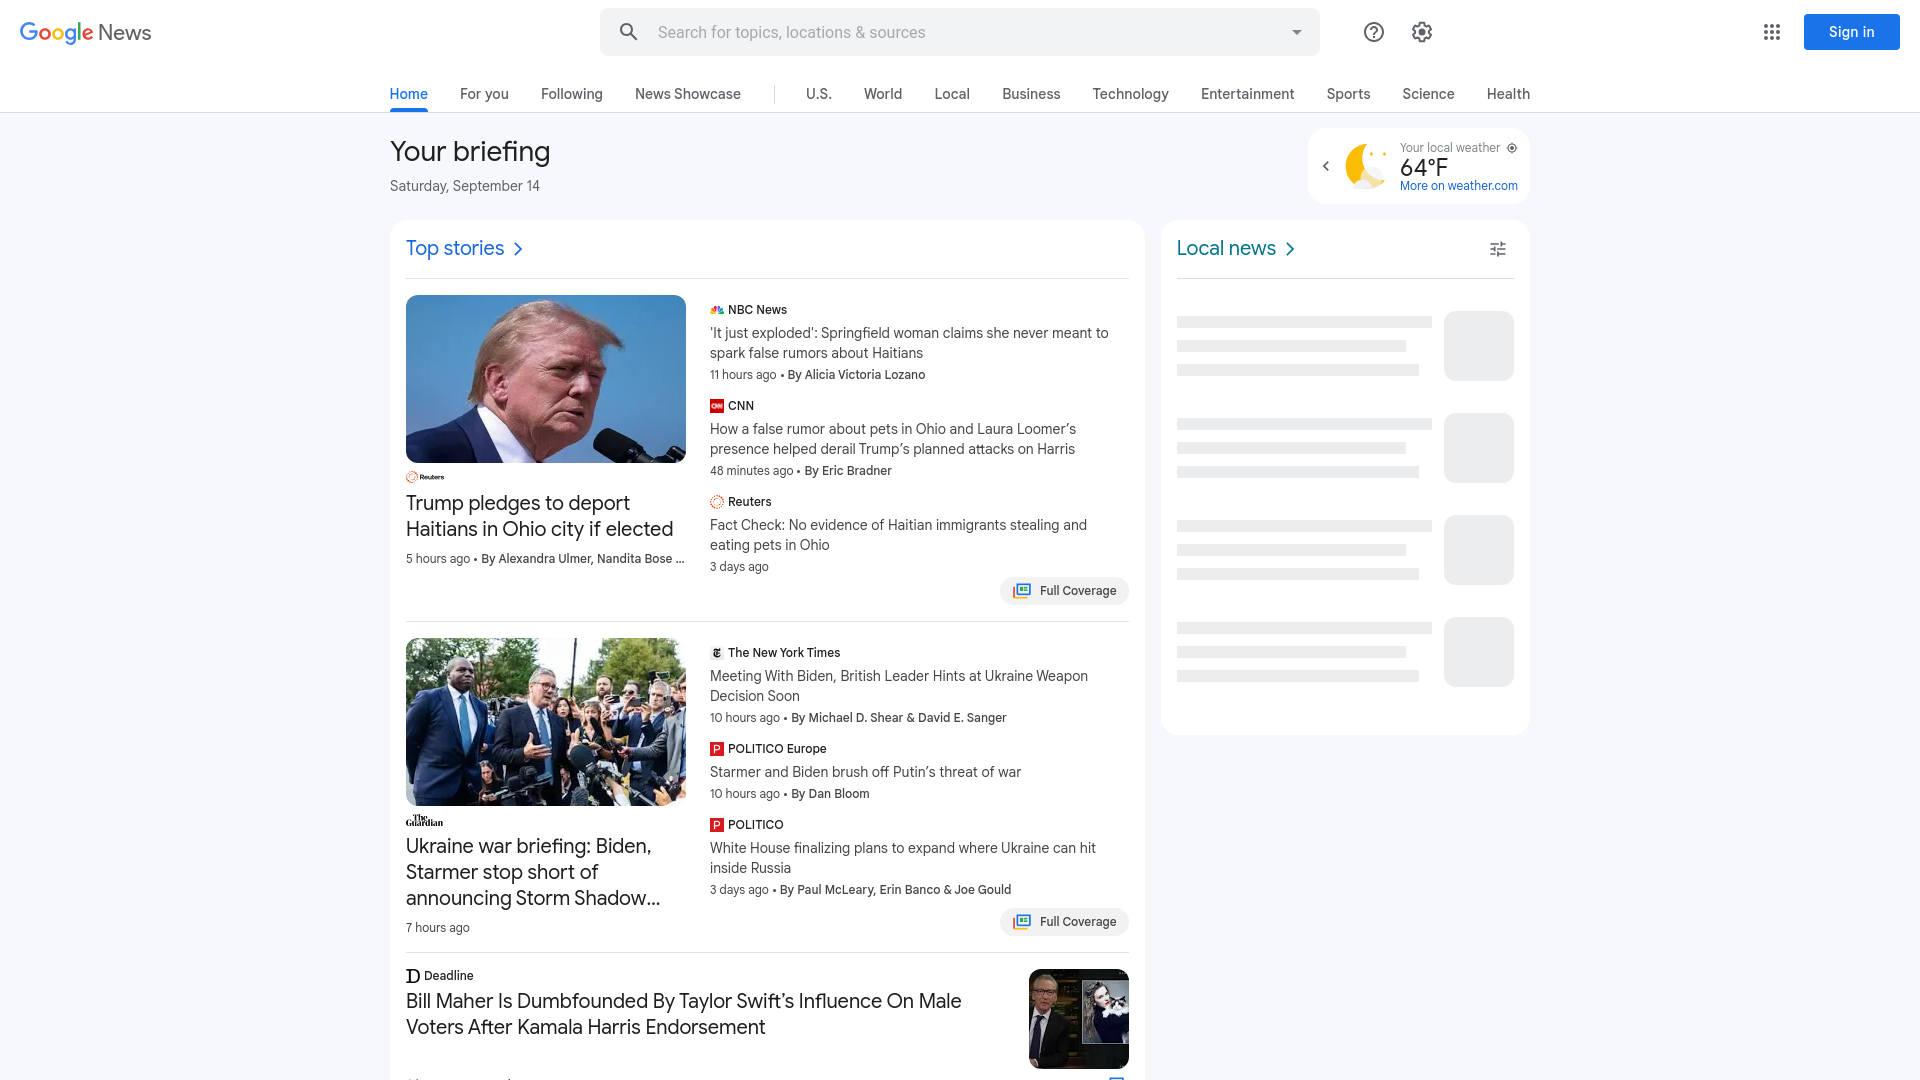 Google News
Search for topics, locations & sources
Sign in
Home
For you
Following
News Showcase
U.S.
World
Local
Business
Technology
Entertainment
Sports
Science
Health
Your briefing
Saturday, September 14
Your local weather
64°F
More on weather.com
Top stories
Reuters
Trump pledges to deport
Haitians in Ohio city if elected
5 hours ago • By Alexandra Ulmer, Nandita Bose ...
NBC News
'It just exploded': Springfield woman claims she never meant to
spark false rumors about Haitians
11 hours ago • By Alicia Victoria Lozano
CNN
How a false rumor about pets in Ohio and Laura Loomer’s
presence helped derail Trump’s planned attacks on Harris
48 minutes ago • By Eric Bradner
Reuters
Fact Check: No evidence of Haitian immigrants stealing and
eating pets in Ohio
3 days ago
Full Coverage
The Guardian
Ukraine war briefing: Biden,
Starmer stop short of
announcing Storm Shadow...
7 hours ago
The New York Times
Meeting With Biden, British Leader Hints at Ukraine Weapon
Decision Soon
10 hours ago • By Michael D. Shear & David E. Sanger
POLITICO Europe
Starmer and Biden brush off Putin’s threat of war
10 hours ago • By Dan Bloom
POLITICO
White House finalizing plans to expand where Ukraine can hit
inside Russia
3 days ago • By Paul McLeary, Erin Banco & Joe Gould
Full Coverage
Deadline
Bill Maher Is Dumbfounded By Taylor Swift’s Influence On Male
Voters After Kamala Harris Endorsement
Local news